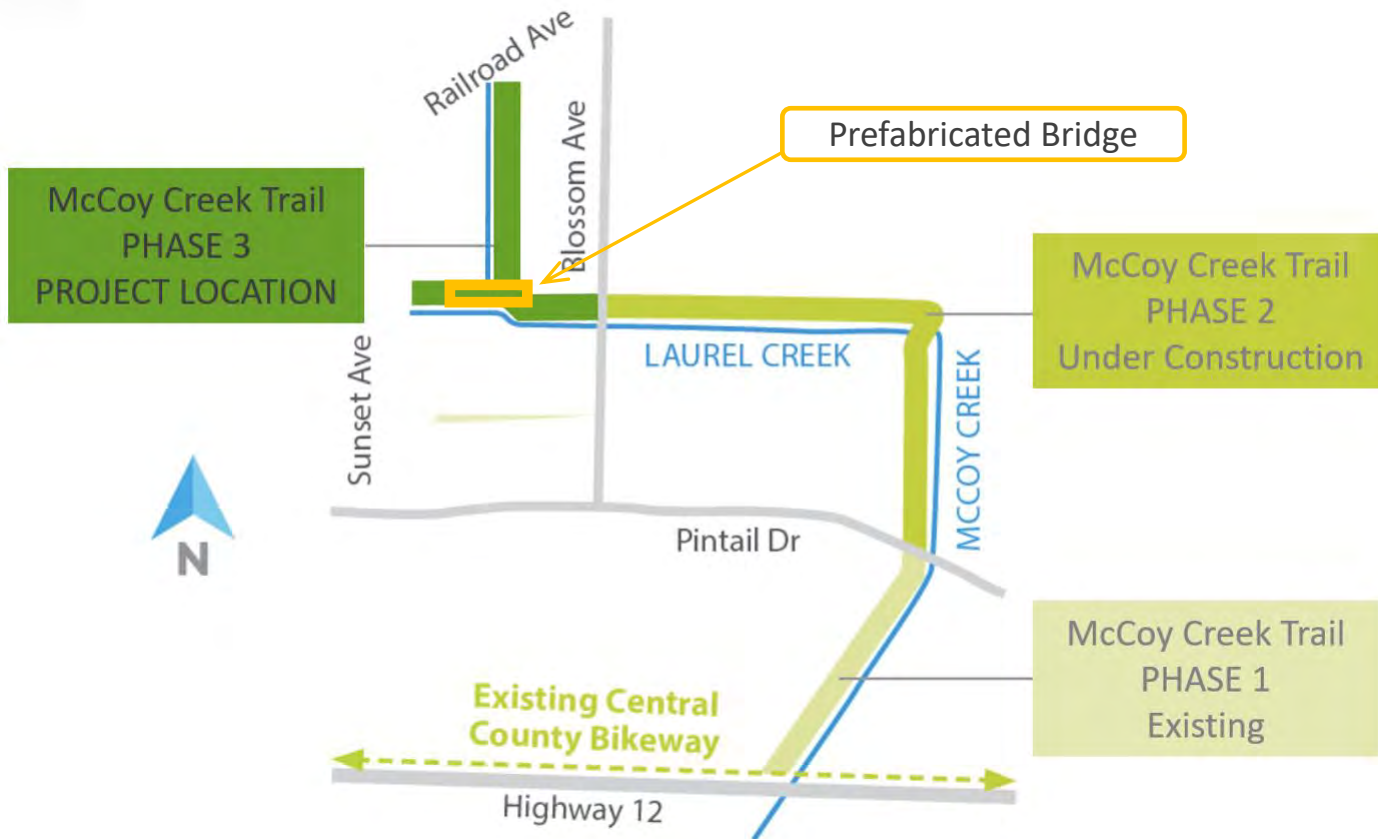 Railroad Ave
Blossom Ave
Prefabricated Bridge
McCoy Creek Trail
PHASE 3
PROJECT LOCATION
McCoy Creek Trail
PHASE 2
Under Construction
LAUREL CREEK
Sunset Ave
MCCOY CREEK
N
Pintail Dr
McCoy Creek Trail
PHASE 1
Existing
Existing Central
County Bikeway
Highway 12